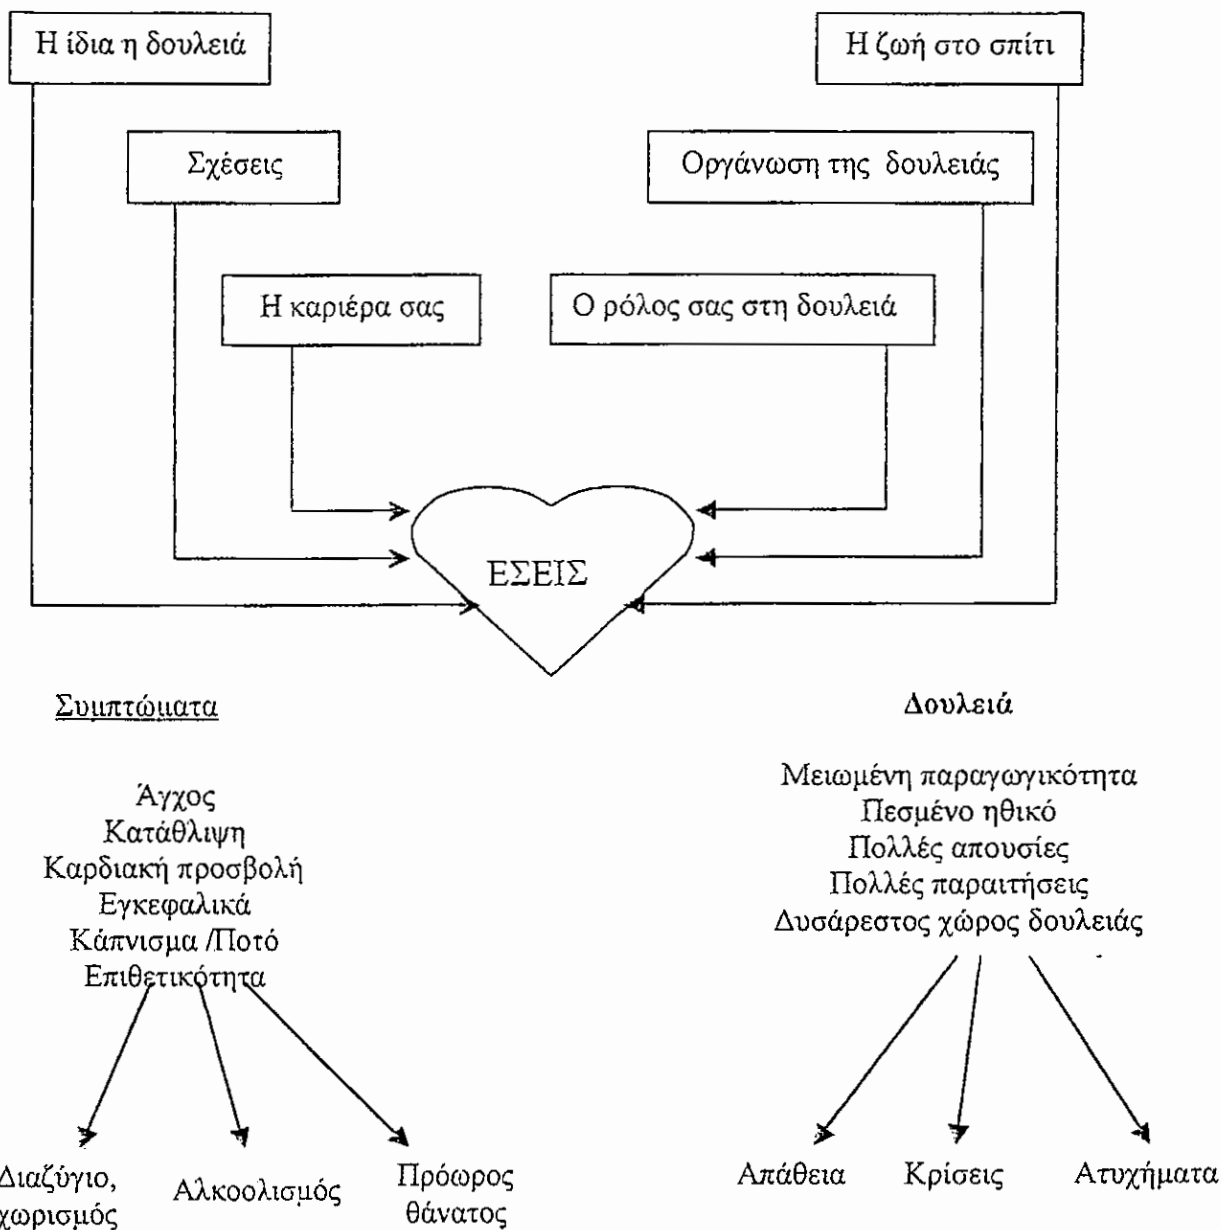 Η ίδια η δουλειά
Η ζωή στο σπίτι
Σχέσεις
Οργάνωση της δουλειάς
Η καριέρα σας
Ο ρόλος σας στη δουλειά
ΕΣΕΙΣ
Συμπτώματα
Άγχος
Κατάθλιψη
Καρδιακή προσβολή
Εγκεφαλικά
Κάπνισμα /Ποτό
Επιθετικότητα
Διαζύγιο,
χωρισμός
Αλκοολισμός
Πρόωρος
θάνατος
Δουλειά
Μειωμένη παραγωγικότητα
Πεσμένο ηθικό
Πολλές απουσίες
Πολλές παραιτήσεις
Δυσάρεστος χώρος δουλειάς
Απάθεια
Κρίσεις
Ατυχήματα